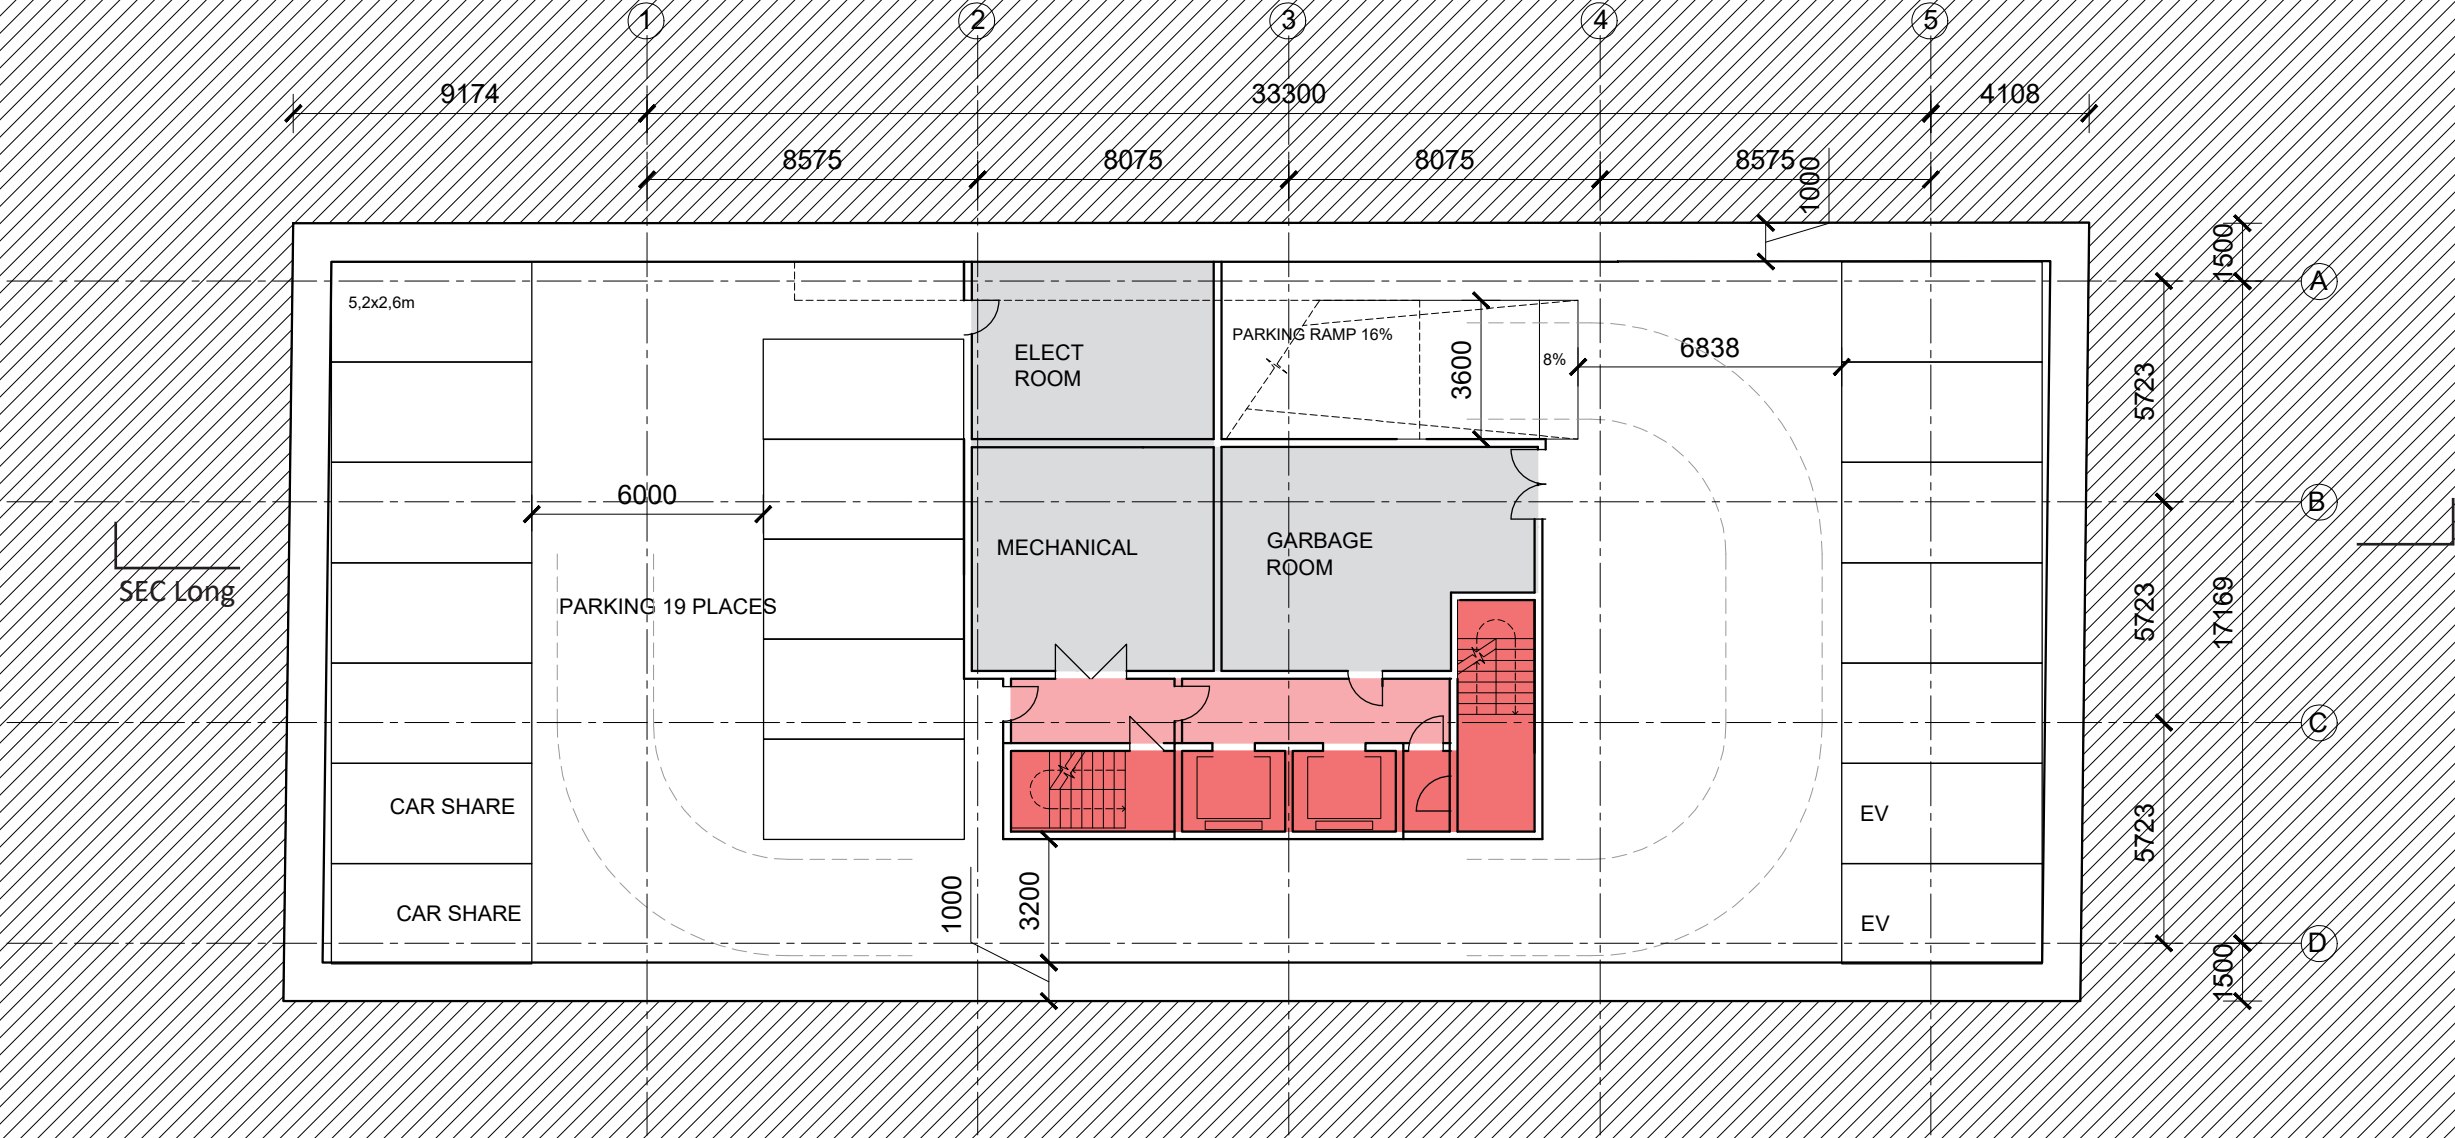 1
2
3
4
5
9174
33300
4108
8575
8075
8075
8575
1000
1500
A
5,2x2,6m
PARKING RAMP 16%
ELECT
ROOM
3600
8%
6838
5723
6000
B
MECHANICAL
GARBAGE
ROOM
SEC Long
PARKING 19 PLACES
5723
17169
C
CAR SHARE
EV
5723
CAR SHARE
1000
3200
EV
D
1500